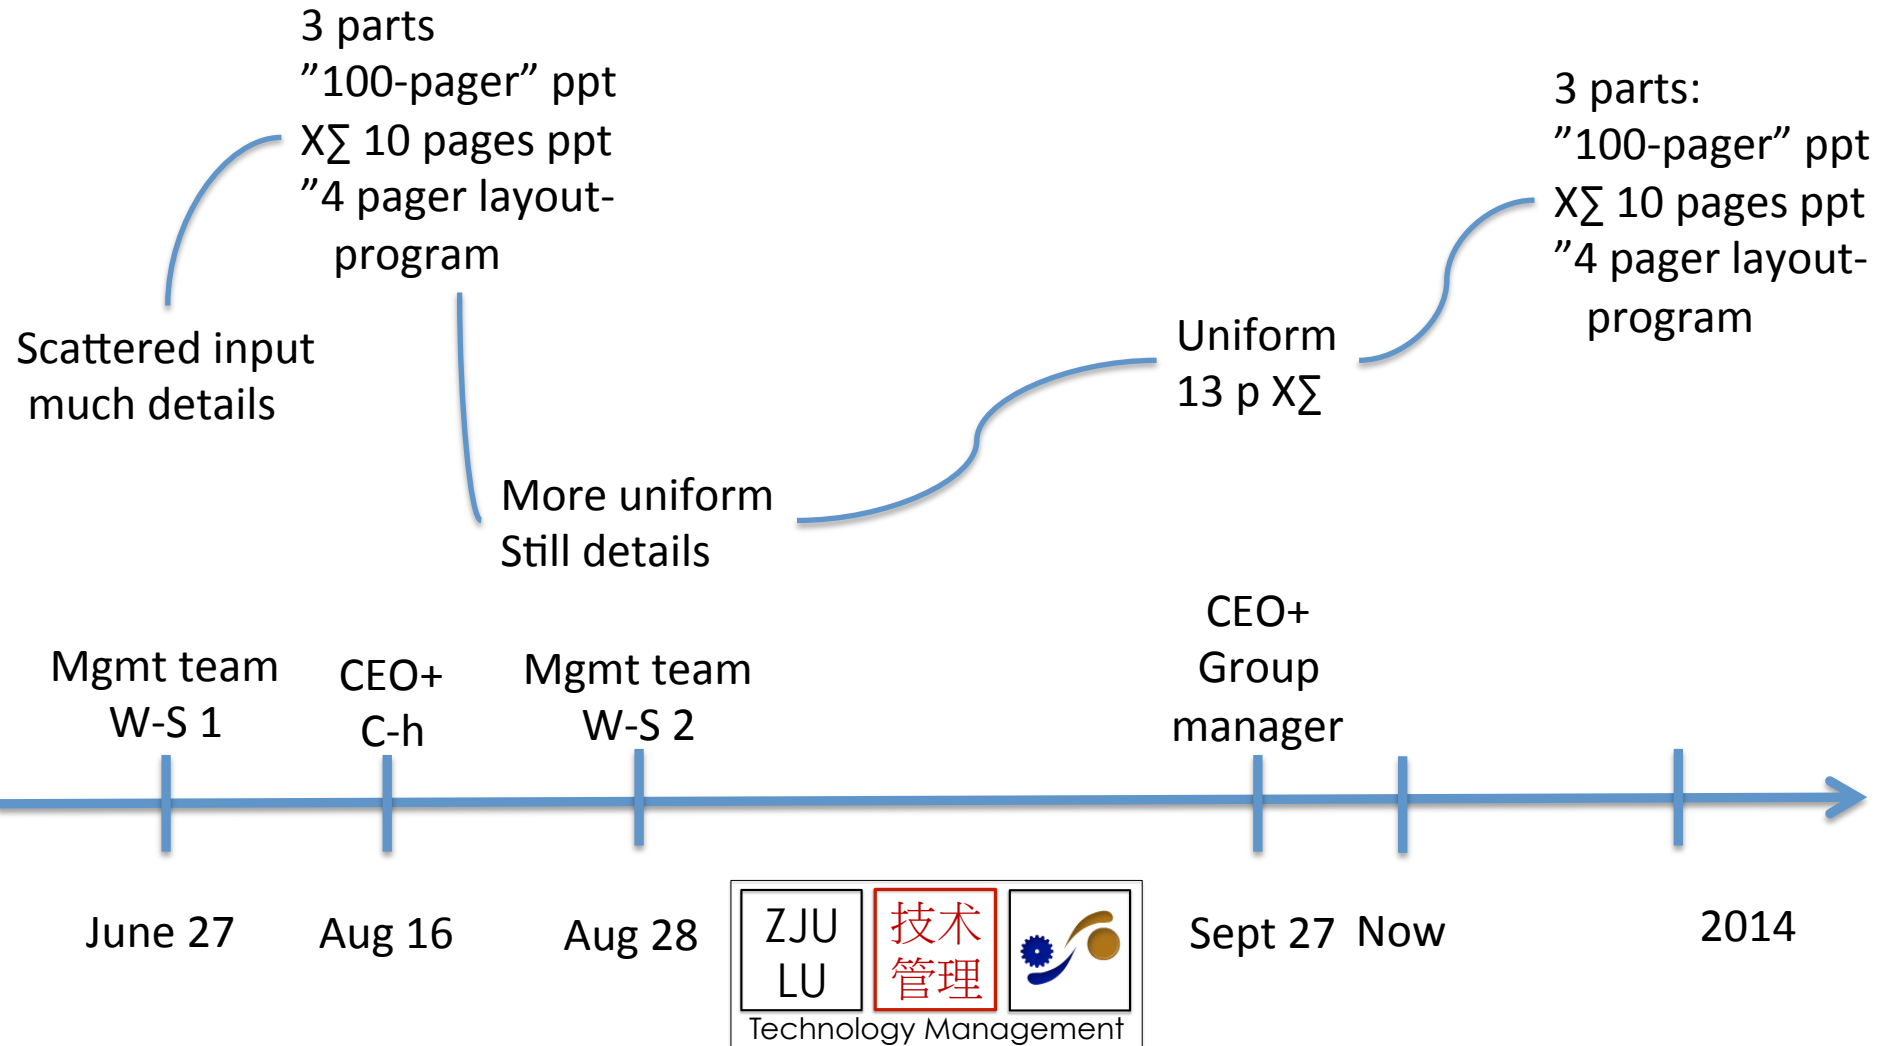 3 parts
”100-pager” ppt
X∑ 10 pages ppt
”4 pager layout-
program
3 parts:
”100-pager” ppt
X∑ 10 pages ppt
”4 pager layout-
program
Scattered input
much details
Uniform
13 p X∑
More uniform
Still details
Mgmt team
W-S 1
CEO+
C-h
Mgmt team
W-S 2
CEO+
Group
manager
June 27
Aug 16
Aug 28
Sept 27
Now
2014
ZJU
LU
技术
管理
Technology Management